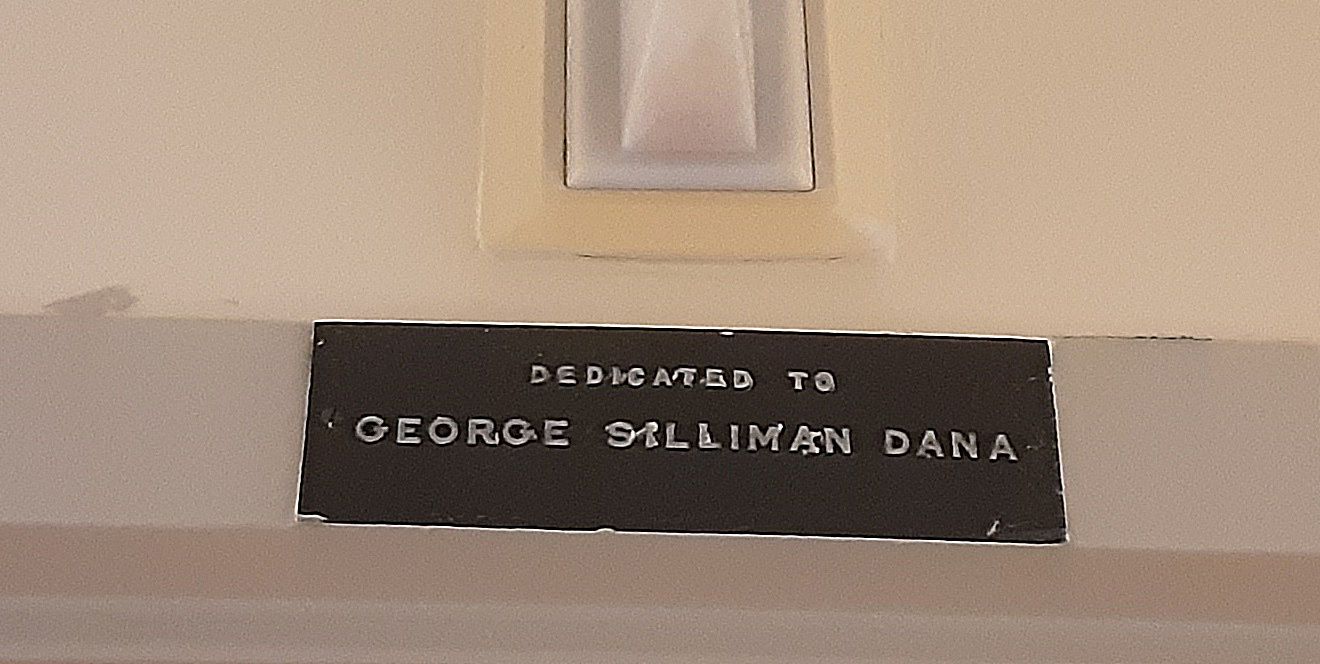 DEDICATED TO
GEORGE SILLIMAN DANA